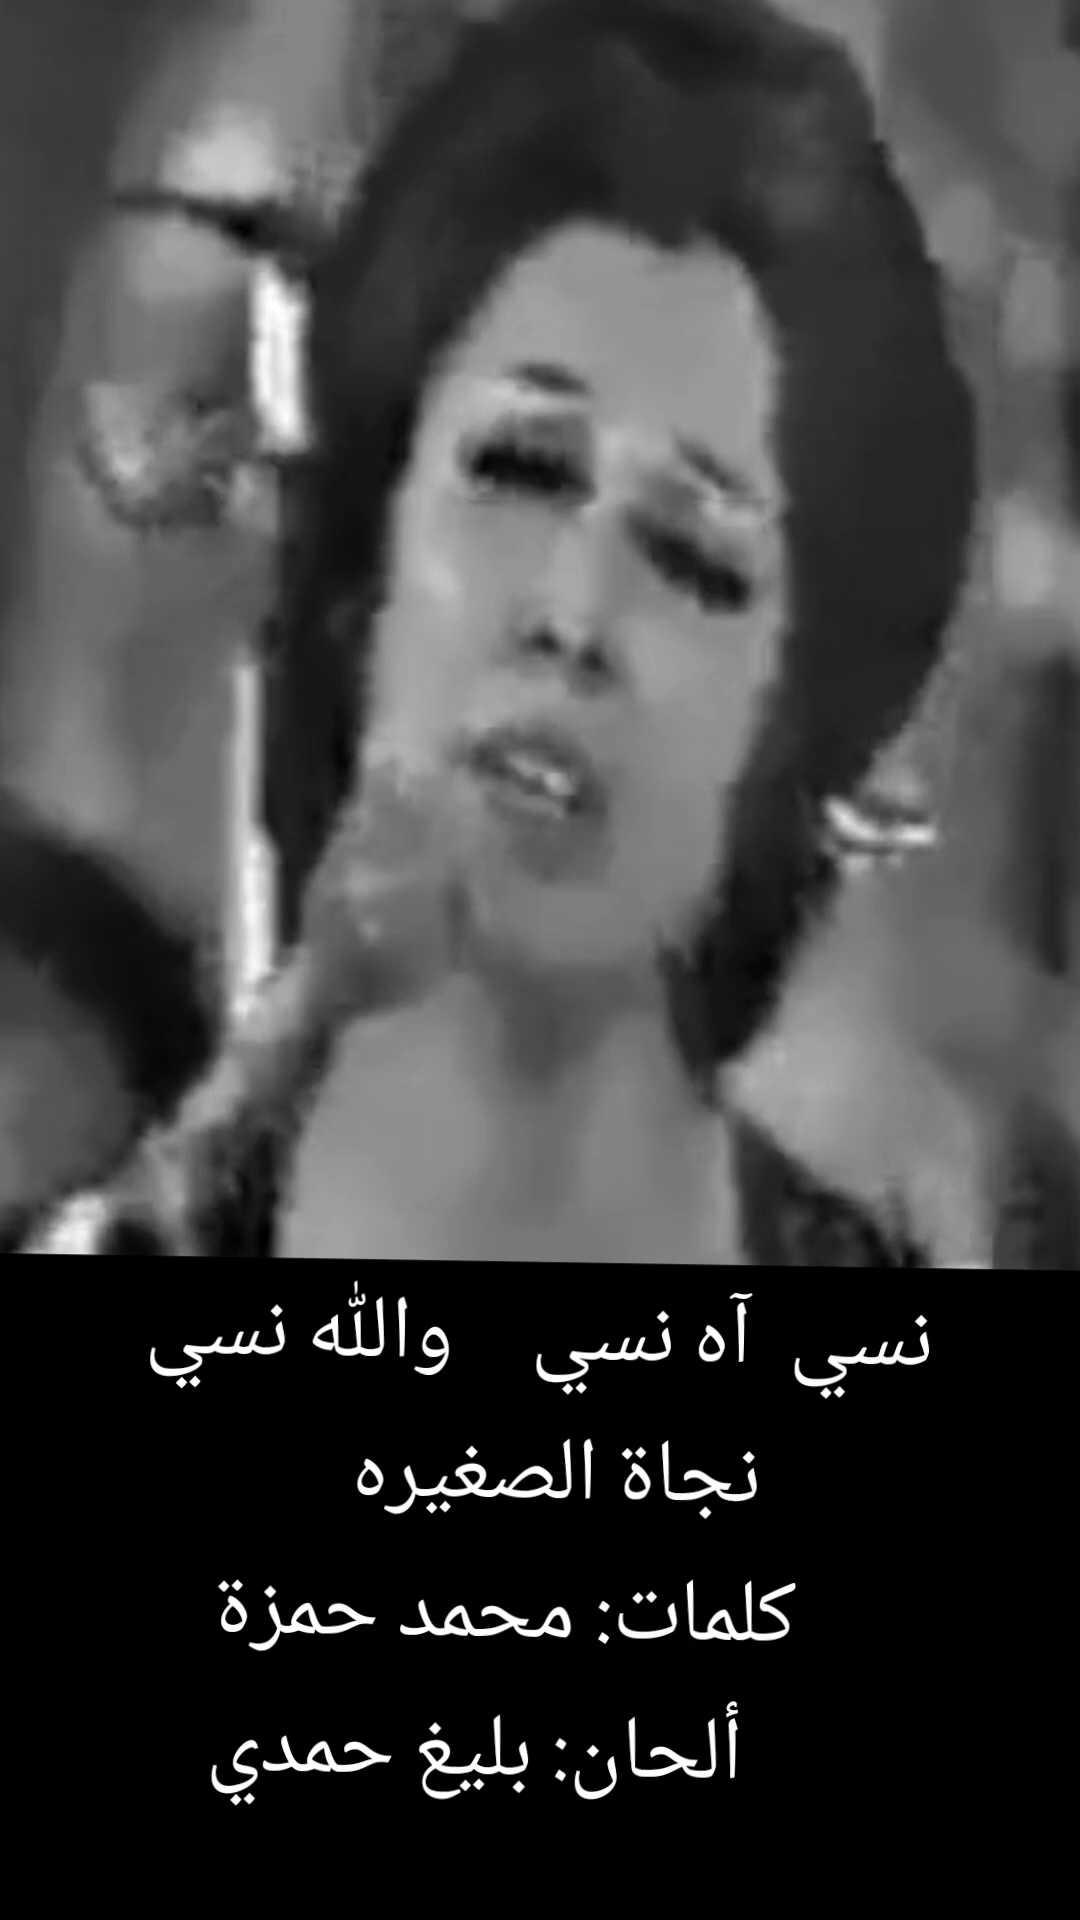 نسي آه نسي والله نسي
نجاة الصغيره
كلمات: محمد حمزة
ألحان: بليغ حمدي